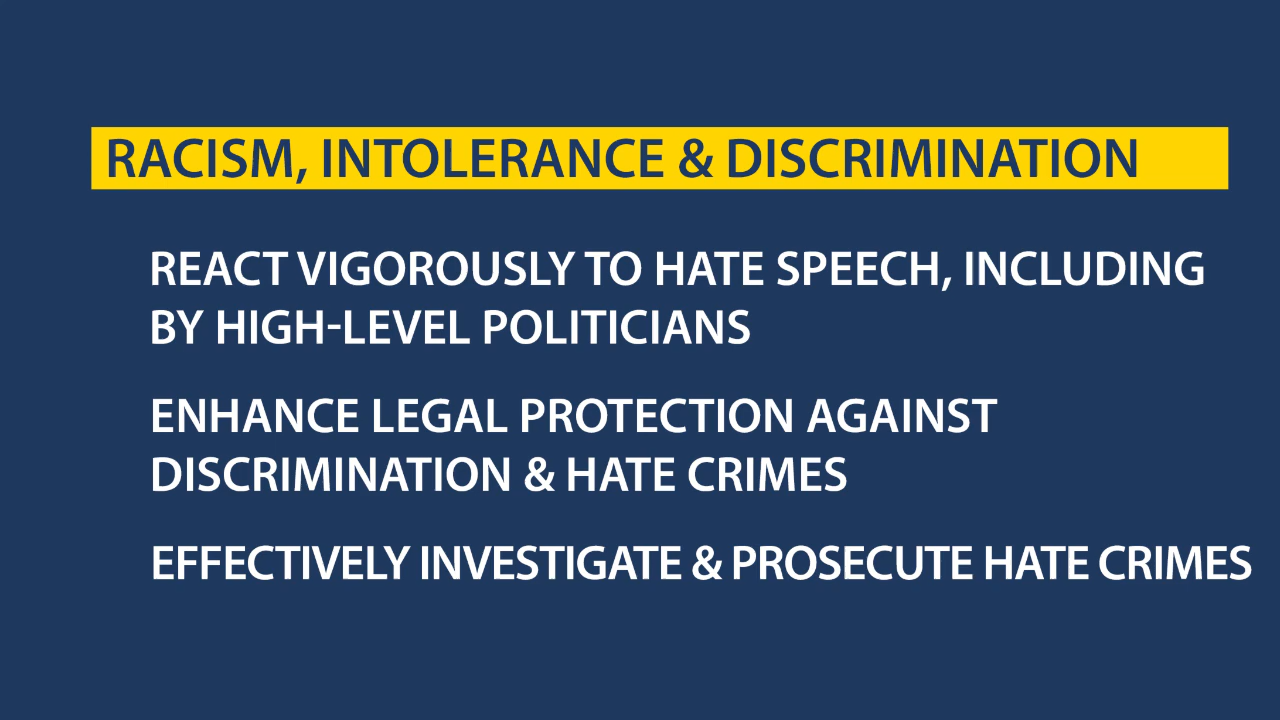 RACISM, INTOLERANCE & DISCRIMINATION
REACT VIGOROUSLY TO HATE SPEECH, INCLUDING
BY HIGH-LEVEL POLITICIANS
ENHANCE LEGAL PROTECTION AGAINST
DISCRIMINATION & HATE CRIMES
EFFECTIVELY INVESTIGATE & PROSECUTE HATE CRIMES